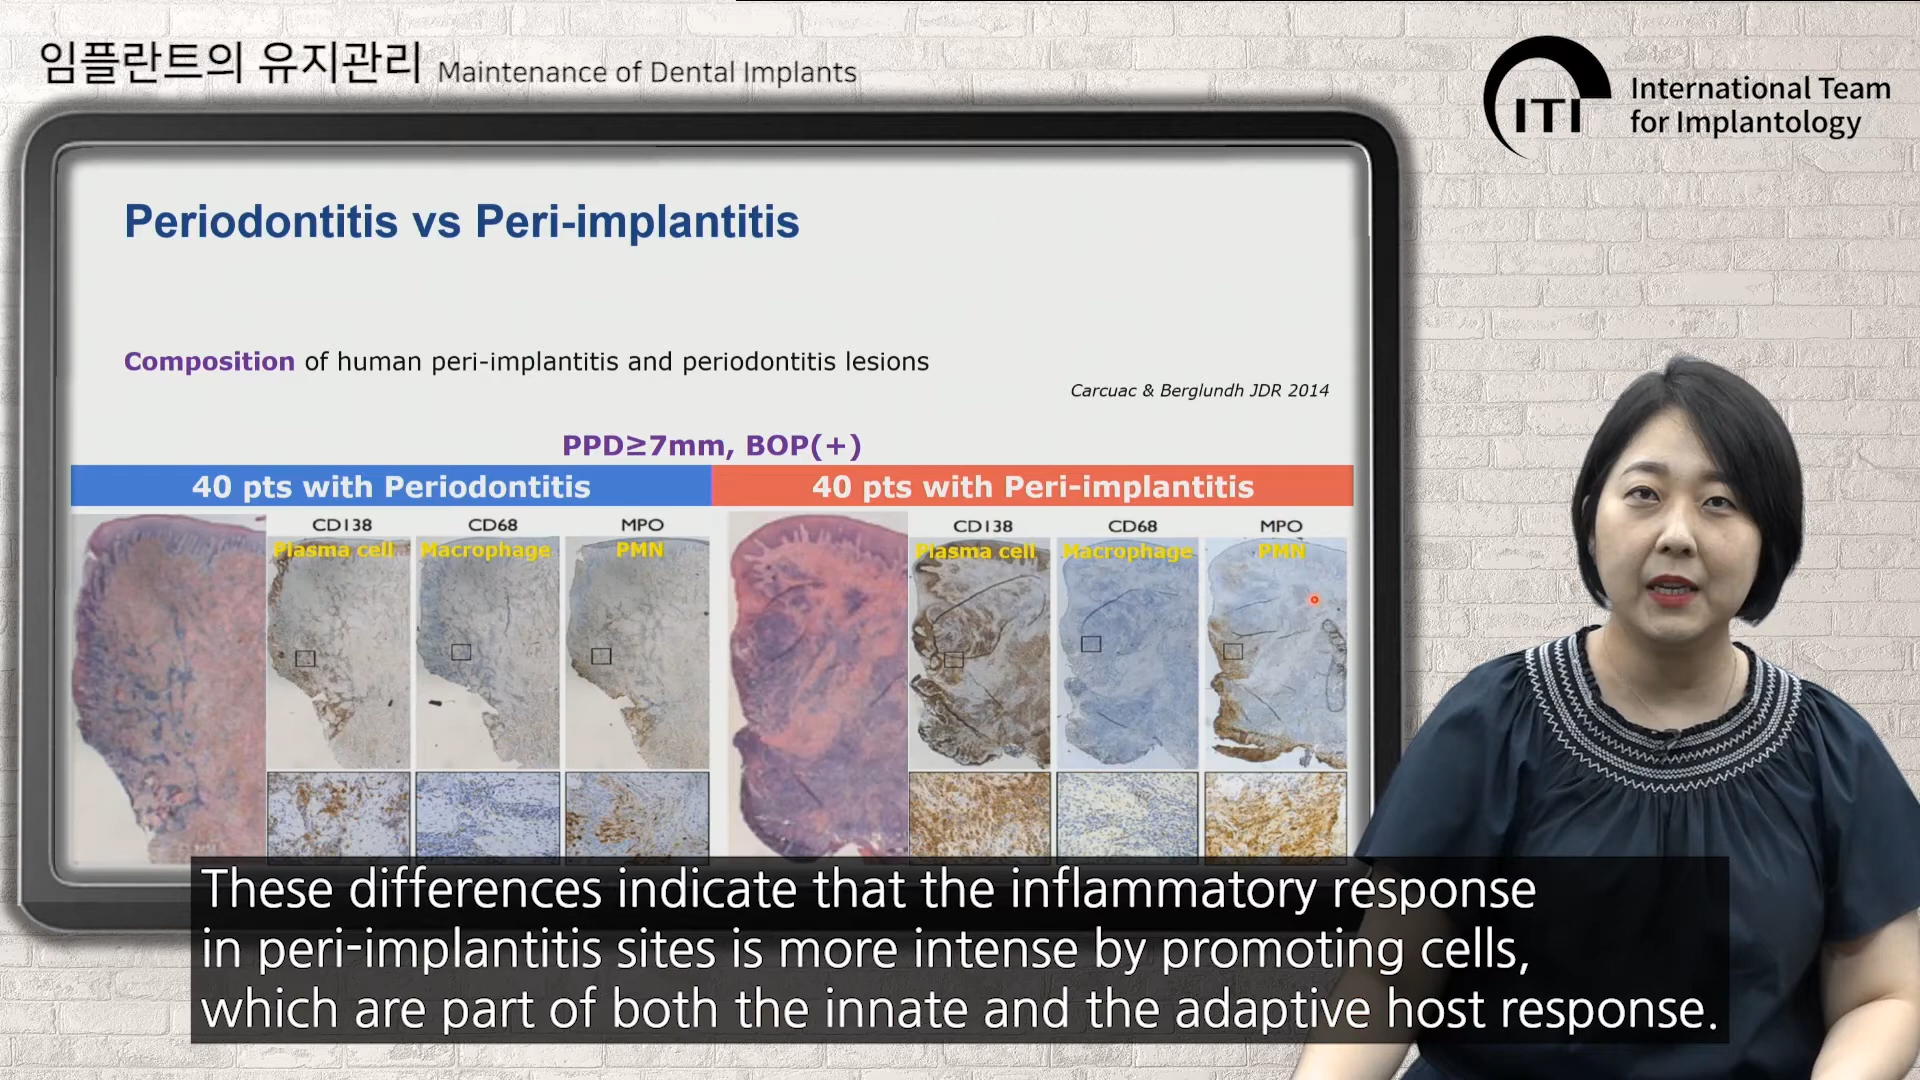 임플란트의 유지관리 Maintenance of Dental Implants
ITI International Team
for Implantology
Periodontitis vs Peri-implantitis
Composition of human peri-implantitis and periodontitis lesions
Carcuac & Berglundh JDR 2014
PPD≥7mm, BOP(+)
40 pts with Periodontitis 40 pts with Peri-implantitis
CD138 CD68 MPO CD138 CD68 MPO
Plasma cell Macrophage PMN Plasma cell Macrophage PMN
These differences indicate that the inflammatory response
in peri-implantitis sites is more intense by promoting cells,
which are part of both the innate and the adaptive host response.